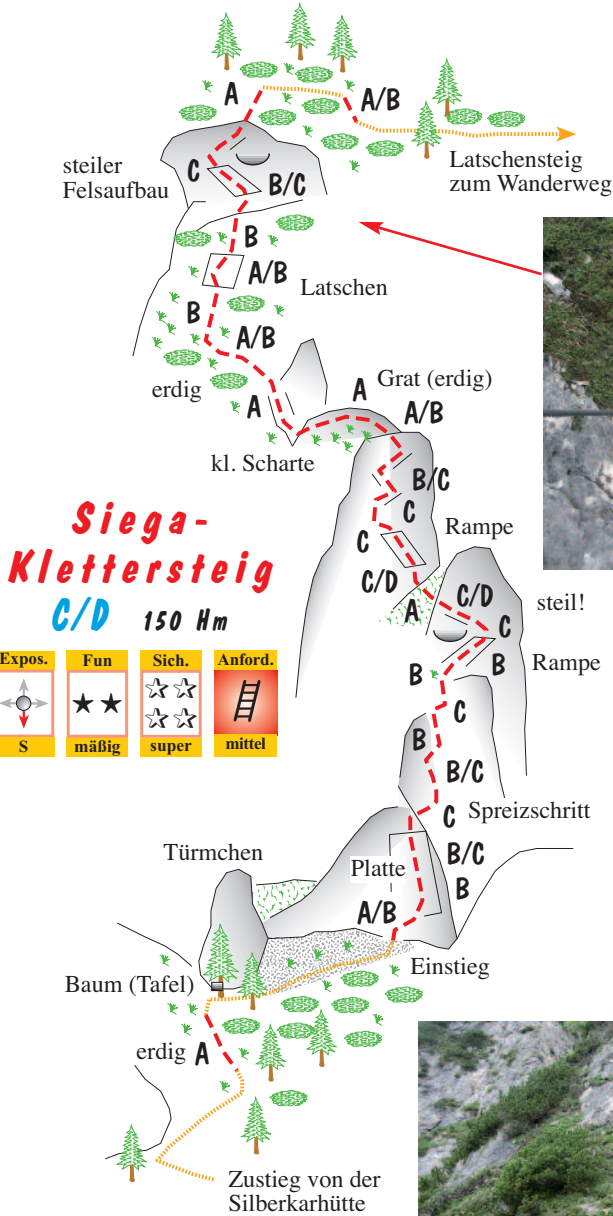 A
A/B
Latschensteig
zum Wanderweg
steiler
Felsaufbau
C
B/C
B
A/B
Latschen
B
A/B
erdig
A
Grat (erdig)
A
A/B
kl. Scharte
B/C
C
Rampe
C
C/D
A
C/D
steil!
C
B
Rampe
B
C
B
B/C
C
Spreizschritt
Siega-
Klettersteig
C/D 150 Hm
Expos. Fun Sich. Anford.
S mäßig super mittel
Türmchen
Platte
B/C
B
A/B
Einstieg
Baum (Tafel)
erdig A
Zustieg von der
Silberkarhütte